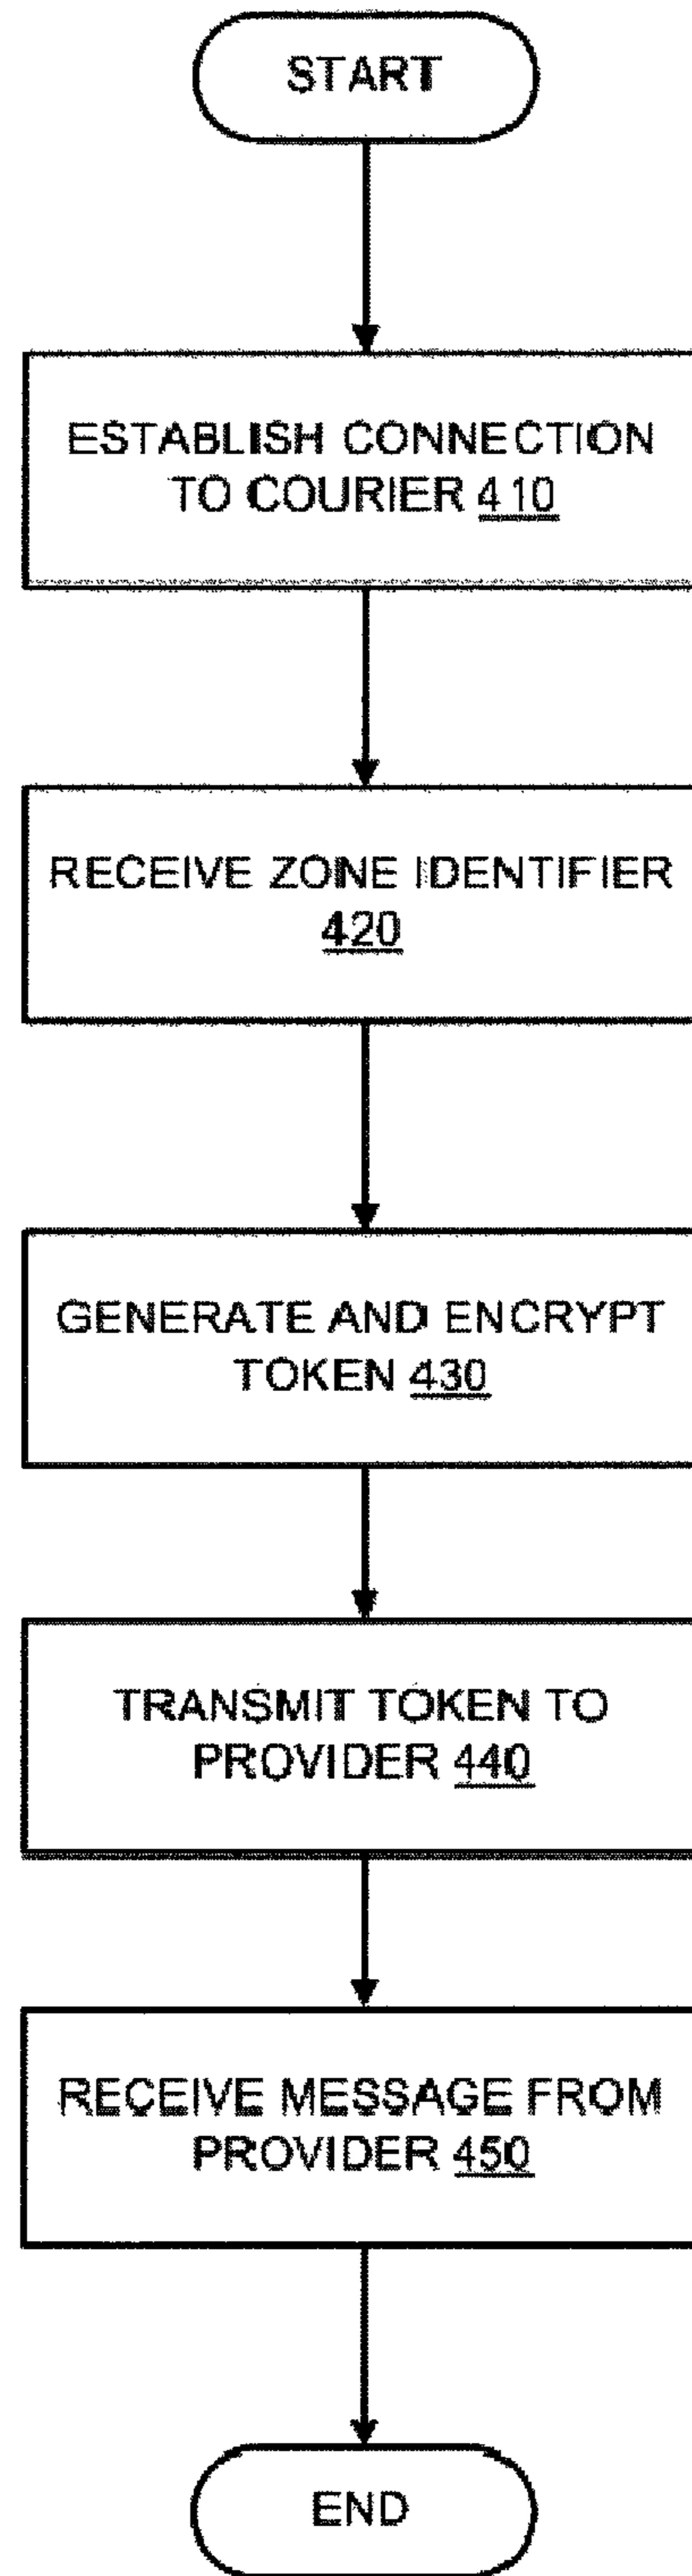 START
ESTABLISH CONNECTION
TO COURIER 410
RECEIVE ZONE IDENTIFIER
420
GENERATE AND ENCRYPT
TOKEN 430
TRANSMIT TOKEN TO
PROVIDER 440
RECEIVE MESSAGE FROM
PROVIDER 450
END